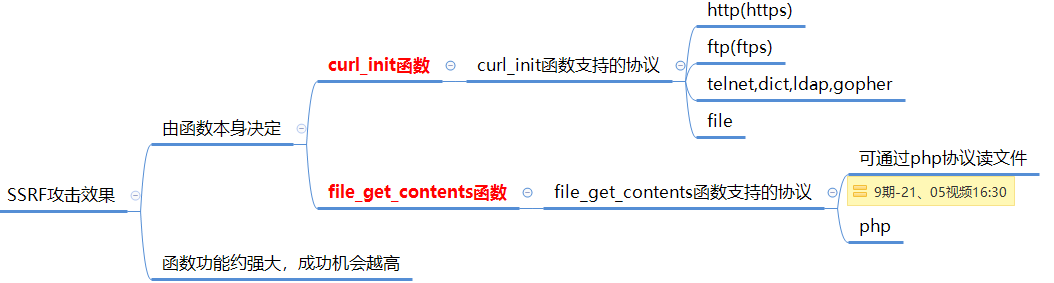 SSRF攻击效果
由函数本身决定
curl_init函数
curl_init函数支持的协议
http(https)
ftp(ftps)
telnet,dict,ldap,gopher
file
file_get_contents函数
file_get_contents函数支持的协议
可通过php协议读文件
9期-21、05视频16:30
php
函数功能约强大，成功机会越高